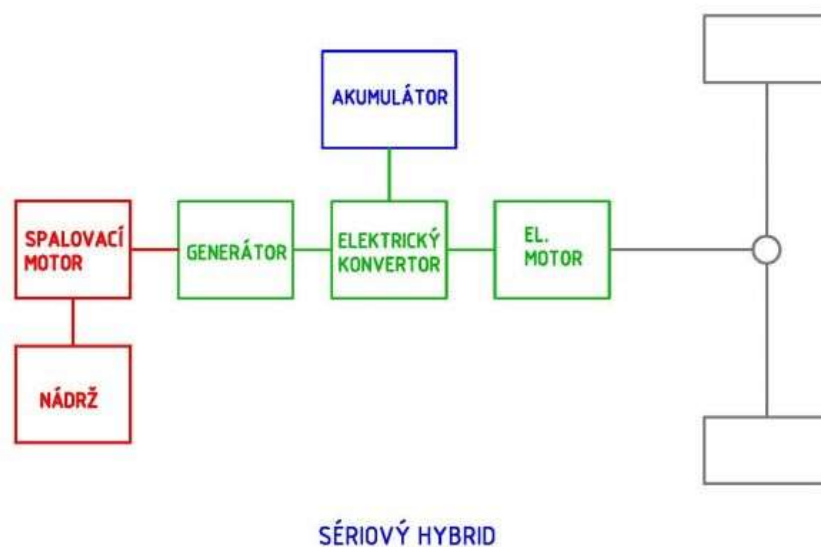 AKUMULÁTOR
SPALOVACÍ
MOTOR
GENERÁTOR
ELEKTRICKÝ
KONVERTOR
EL.
MOTOR
NÁDRŽ
SÉRIOVÝ HYBRID